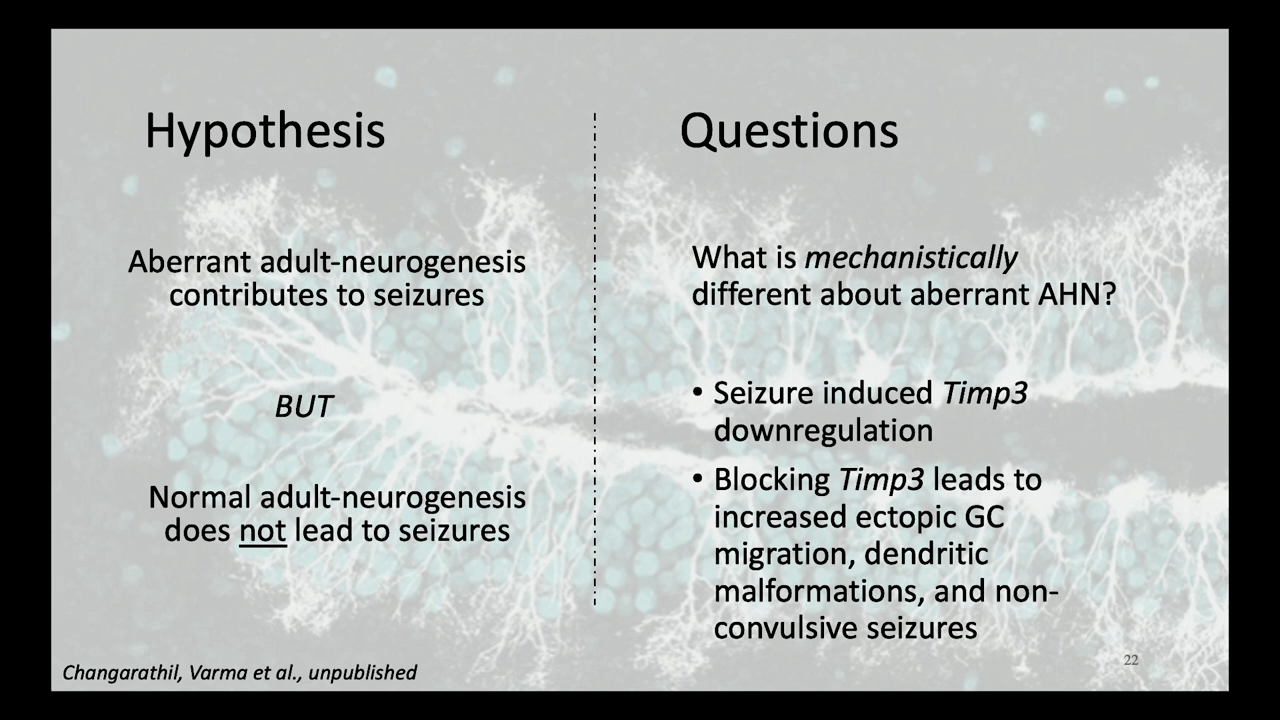 Hypothesis
Aberrant adult-neurogenesis
contributes to seizures
BUT
Normal adult-neurogenesis
does not lead to seizures
Questions
What is mechanistically
different about aberrant AHN?
• Seizure induced Timp3
downregulation
• Blocking Timp3 leads to
increased ectopic GC
migration, dendritic
malformations, and non-
convulsive seizures
Changarathil, Varma et al., unpublished
22